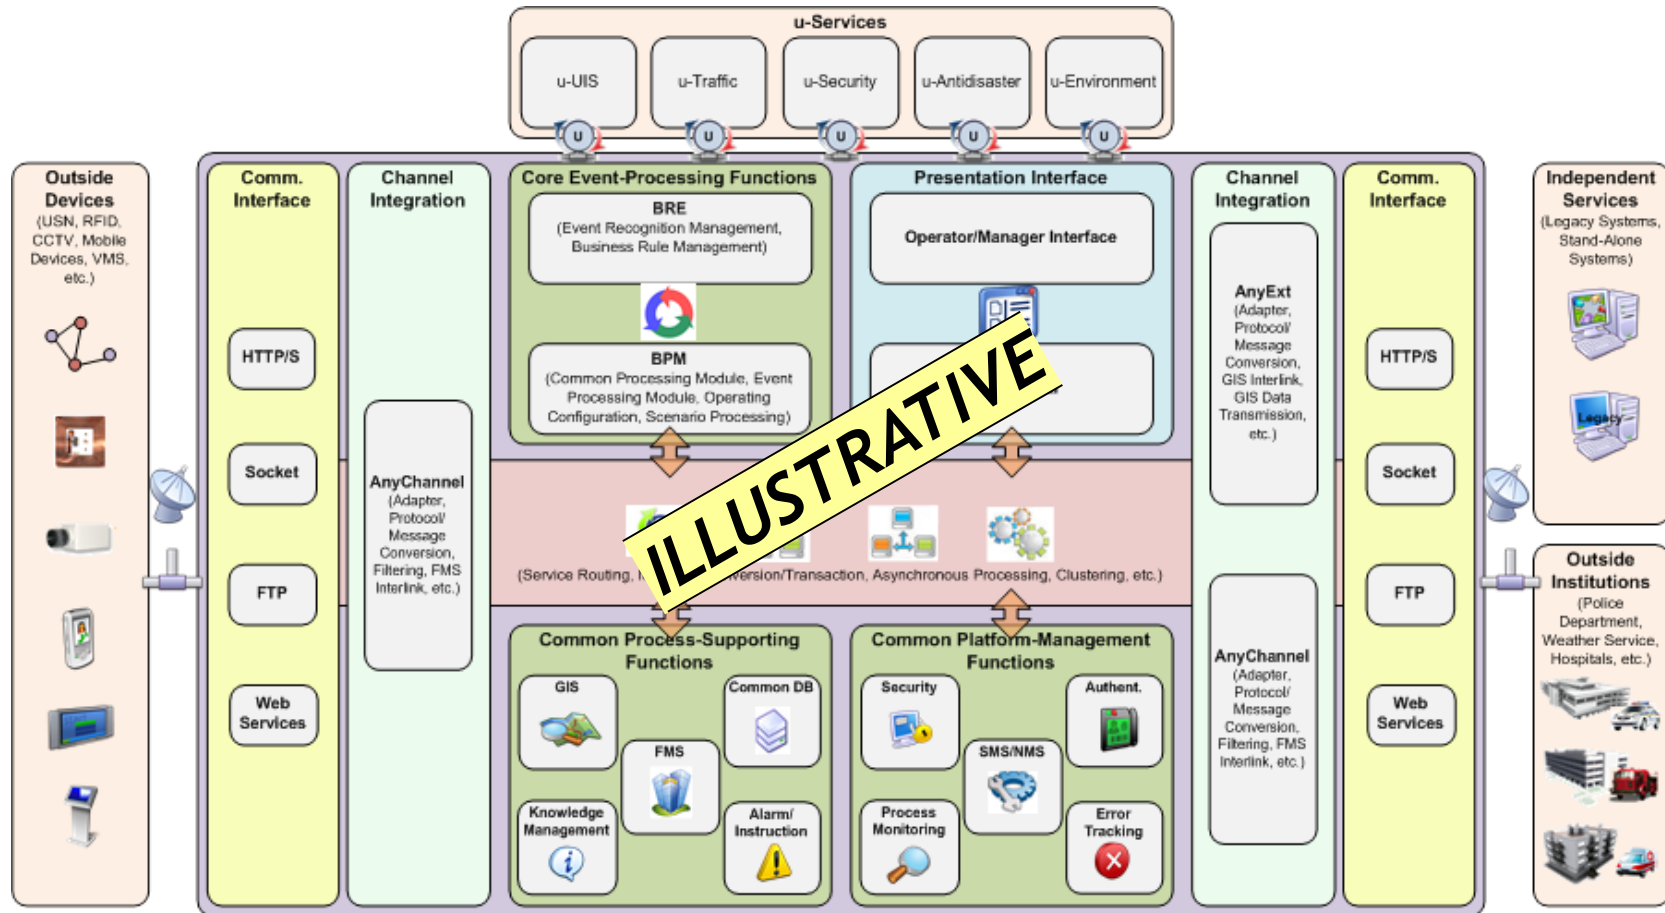 u-Services
u-UIS
u-Traffic
u-Security
u-Antidisaster
u-Environment
U
U
U
U
U
Outside
Devices
(USN, RFID,
CCTV, Mobile
Devices, VMS,
etc.)
Comm.
Interface
HTTP/S
Socket
FTP
Web
Services
Channel
Integration
AnyChannel
(Adapter,
Protocol/
Message
Conversion,
Filtering, FMS
Interlink, etc.)
Core Event-Processing Functions
BRE
(Event Recognition Management,
Business Rule Management)
BPM
(Common Processing Module, Event
Processing Module, Operating
Configuration, Scenario Processing)
Presentation Interface
Operator/Manager Interface
ILLUSTRATIVE
(Service Routing, /Transaction, Asynchronous Processing, Clustering, etc.)
Common Process-Supporting
Functions
GIS
Common DB
FMS
Knowledge
Management
Alarm/
Instruction
Common Platform-Management
Functions
Security
Authent.
SMS/NMS
Process
Monitoring
Error
Tracking
Channel
Integration
AnyExt
(Adapter,
Protocol/
Message
Conversion,
GIS Interlink,
GIS Data
Transmission,
etc.)
AnyChannel
(Adapter,
Protocol/
Message
Conversion,
Filtering, FMS
Interlink, etc.)
Comm.
Interface
HTTP/S
Socket
FTP
Web
Services
Independent
Services
(Legacy Systems,
Stand-Alone
Systems)
Legacy
Outside
Institutions
(Police
Department,
Weather Service,
Hospitals, etc.)